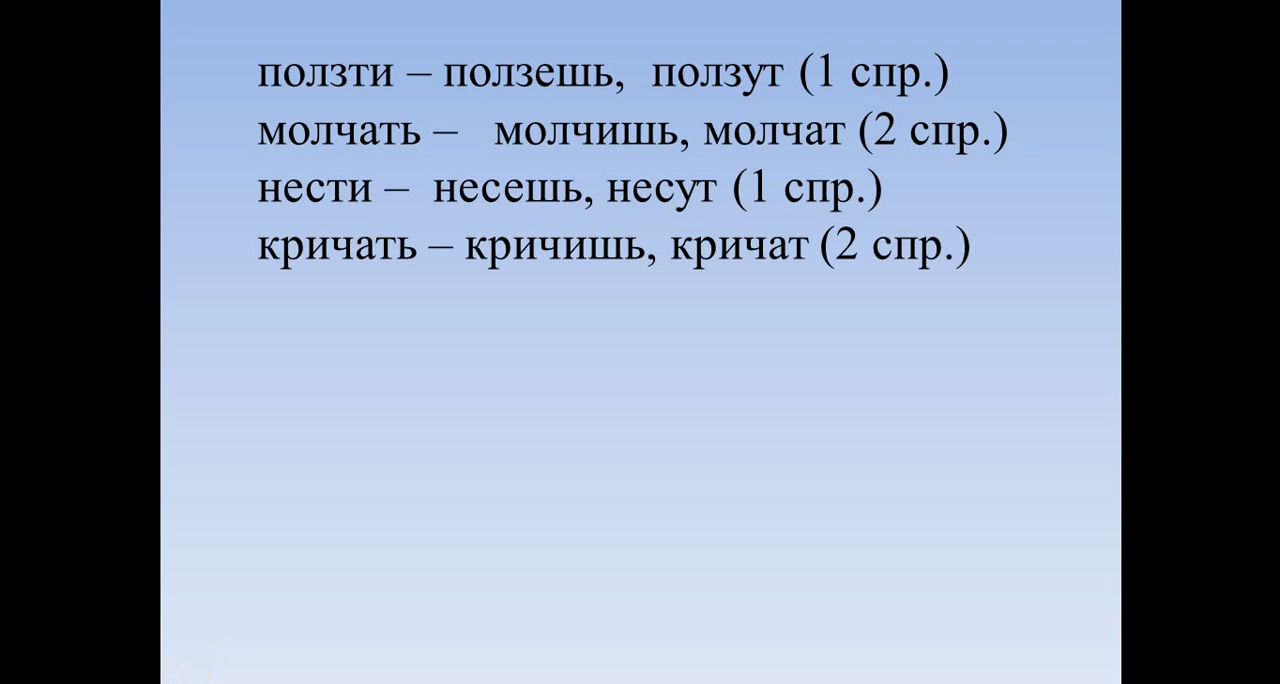 ползти – ползешь, ползут (1 спр.)
молчать – молчишь, молчат (2 спр.)
нести – несешь, несут (1 спр.)
кричать – кричишь, кричат (2 спр.)